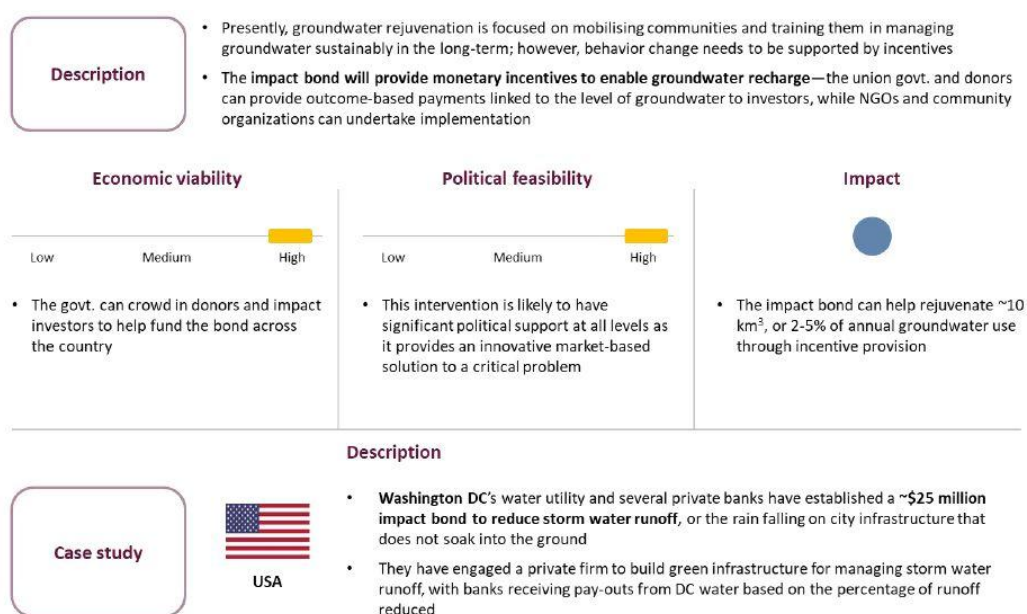 Description
• Presently, groundwater rejuvenation is focused on mobilising communities and training them in managing
groundwater sustainably in the long-term; however, behavior change needs to be supported by incentives
• The impact bond will provide monetary incentives to enable groundwater recharge—the union govt. and donors
can provide outcome-based payments linked to the level of groundwater to investors, while NGOs and community
organizations can undertake implementation
Economic viability
Low Medium High
• The govt. can crowd in donors and impact
investors to help fund the bond across
the country
Political feasibility
Low Medium High
• This intervention is likely to have
significant political support at all levels as
it provides an innovative market-based
solution to a critical problem
Impact
• The impact bond can help rejuvenate ~10
km³, or 2-5% of annual groundwater use
through incentive provision
Case study
USA
Description
• Washington DC's water utility and several private banks have established a ~$25 million
impact bond to reduce storm water runoff, or the rain falling on city infrastructure that
does not soak into the ground
• They have engaged a private firm to build green infrastructure for managing storm water
runoff, with banks receiving pay-outs from DC water based on the percentage of runoff
reduced